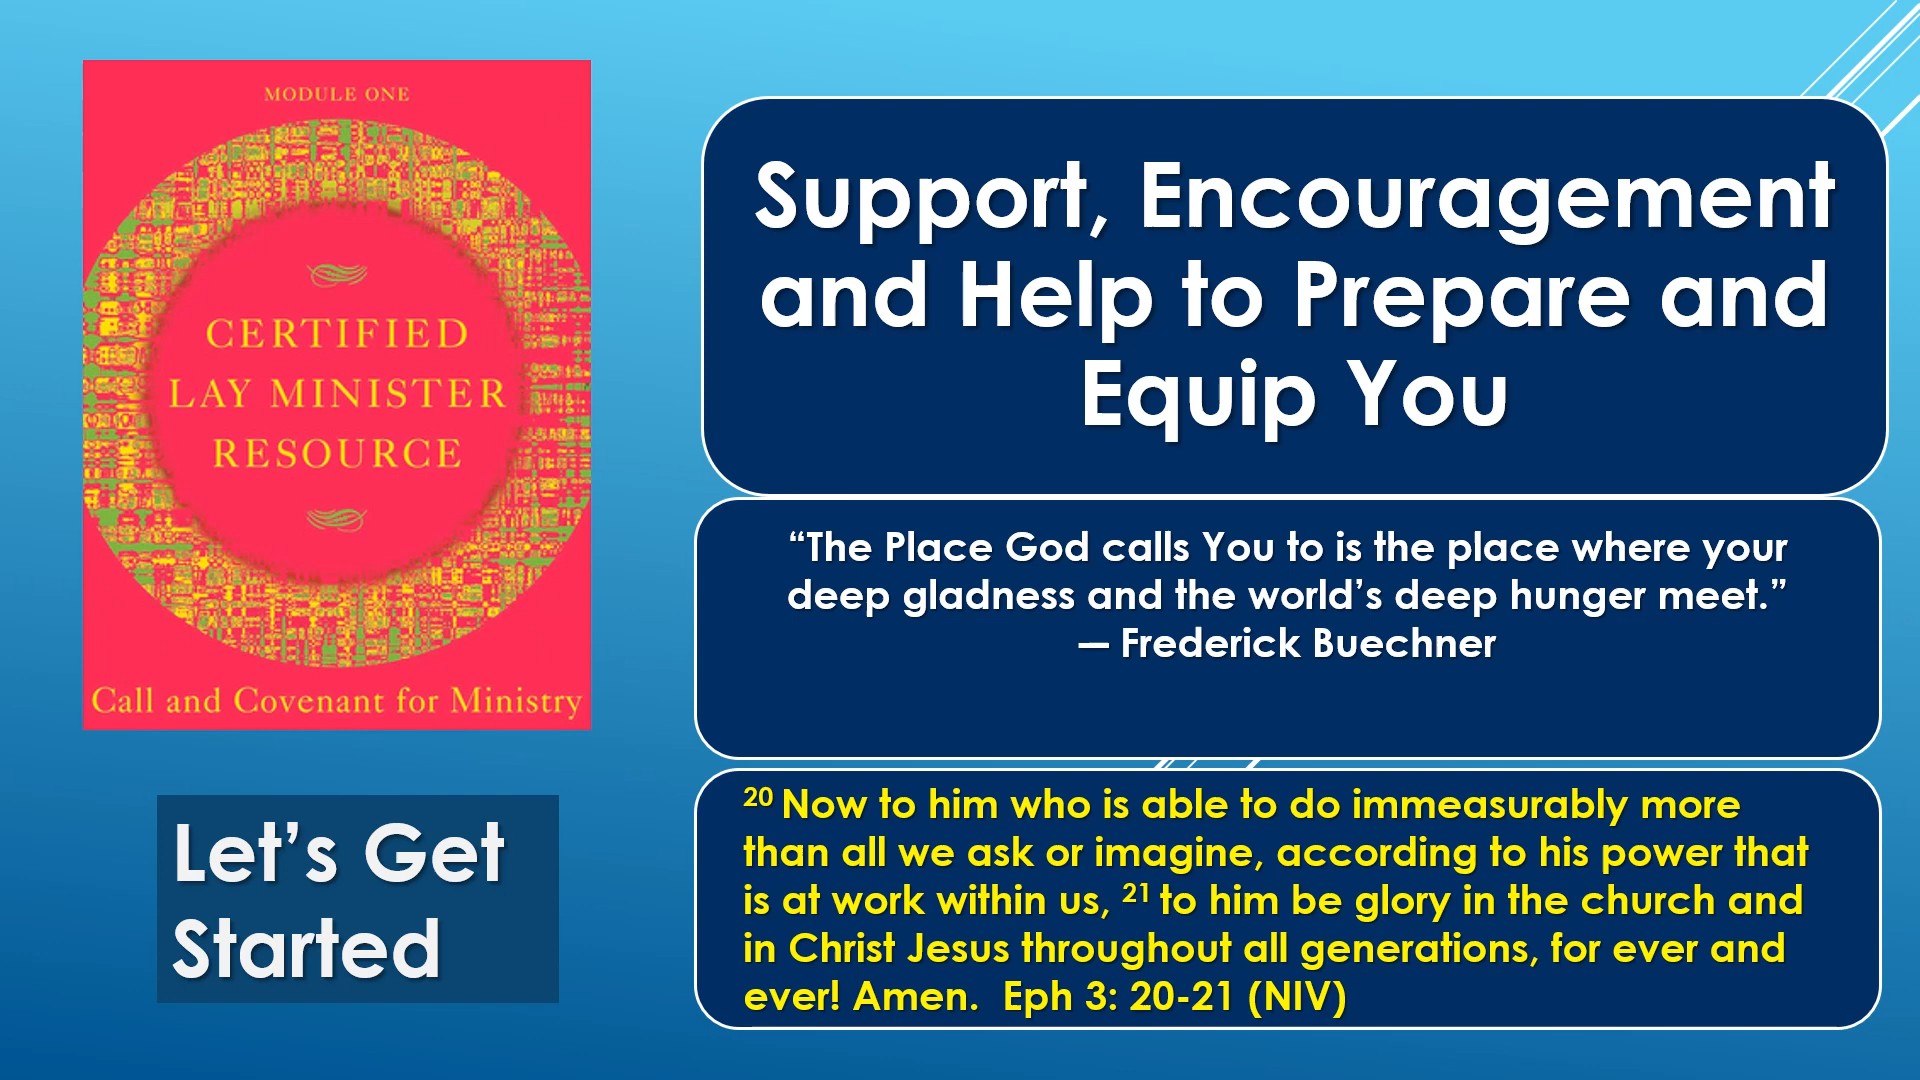 MODULE ONE
CERTIFIED
LAY MINISTER
RESOURCE
Call and Covenant for Ministry
Let’s Get
Started
Support, Encouragement
and Help to Prepare and
Equip You
“The Place God calls You to is the place where your
deep gladness and the world’s deep hunger meet.”
— Frederick Buechner
20 Now to him who is able to do immeasurably more
than all we ask or imagine, according to his power that
is at work within us, 21 to him be glory in the church and
in Christ Jesus throughout all generations, for ever and
ever! Amen.  Eph 3: 20-21 (NIV)